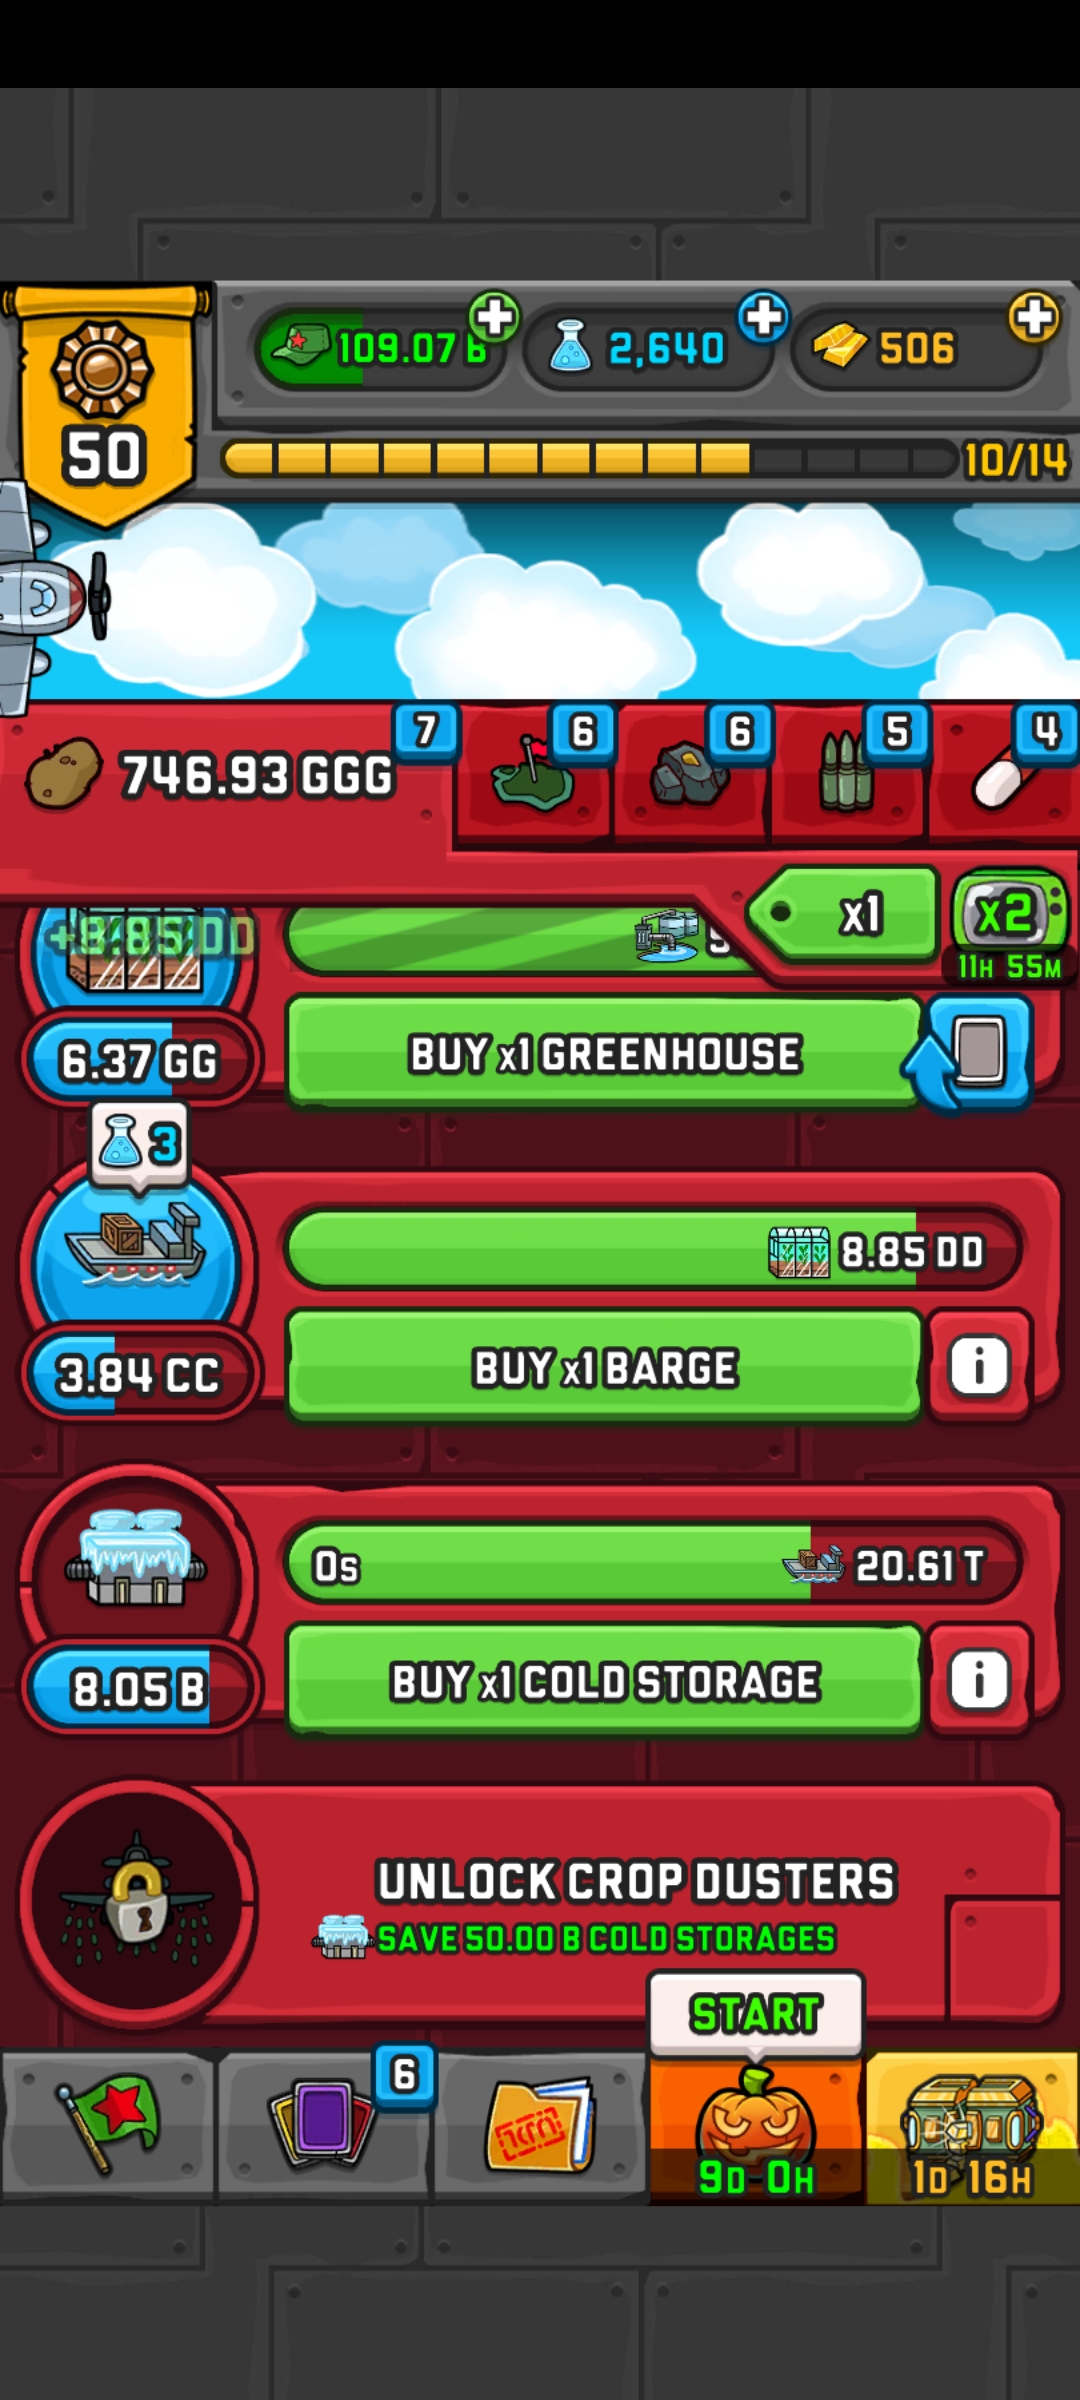 109.07 B
2,640
506
50
10/14
7
6
6
5
4
746.93 GGG
x1
x2
11H 55M
+8.85 DD
6.37 GG
BUY x1 GREENHOUSE
3
8.85 DD
3.84 CC
BUY x1 BARGE
i
0s
20.61 T
8.05 B
BUY x1 COLD STORAGE
i
UNLOCK CROP DUSTERS
SAVE 50.00 B COLD STORAGES
START
6
9D 0H
1D 16H